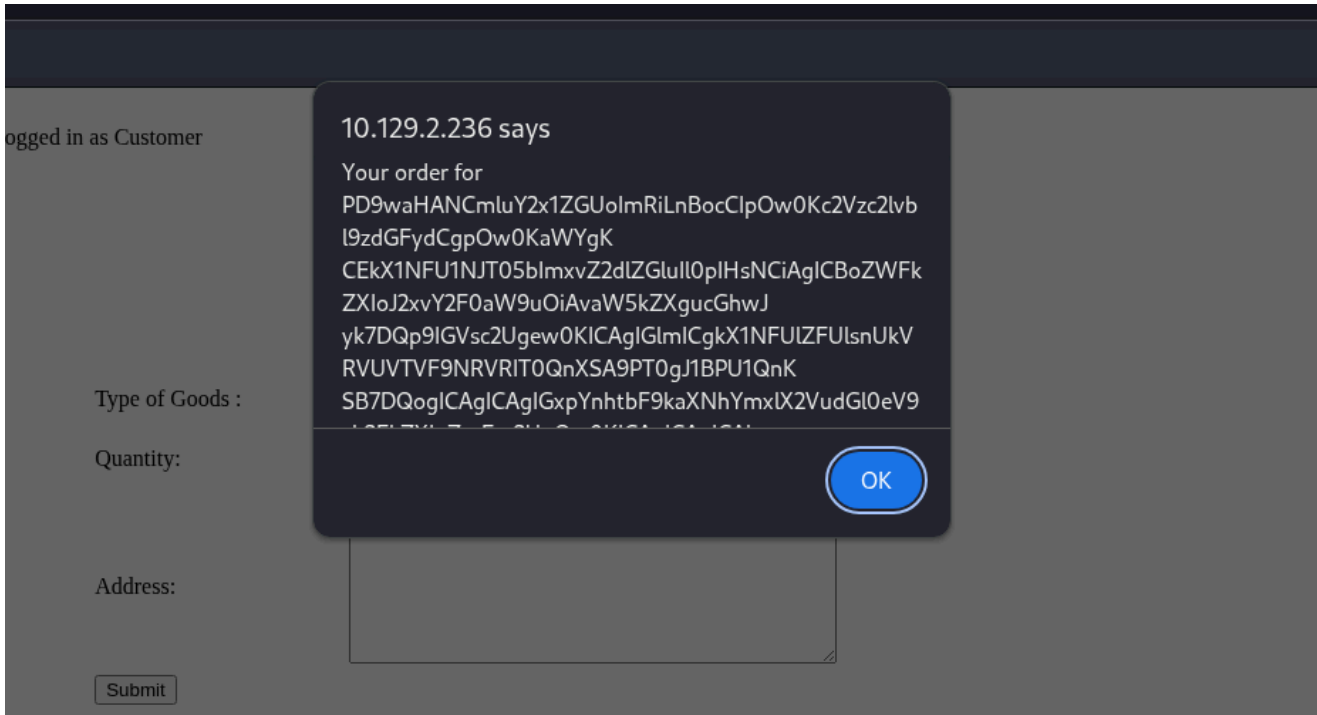 ogged in as Customer
10.129.2.236 says
Your order for
PD9waHANCmluY2x1ZGUoImRiLnBocCIpOw0Kc2Vzc2lvb
l9zdGFydCgpOw0KaWYgK
CEkX1NFU1NJT05bImxvZ2dlZGluIl0pIHsNCiAgICBoZWFk
ZXIoJ2xvY2F0aW9uOiAvaW5kZXgucGhwJ
yk7DQp9IGVsc2Ugew0KICAgIGlmICgkX1NFUlZFUlsnUkV
RVUVTVF9NRVRIT0QnXSA9PT0gJ1BPU1QnK
SB7DQogICAgICAgIGxpYnhtbF9kaXNhYmxlX2VudGl0eV9
OK
Type of Goods :
Quantity:
Address:
Submit